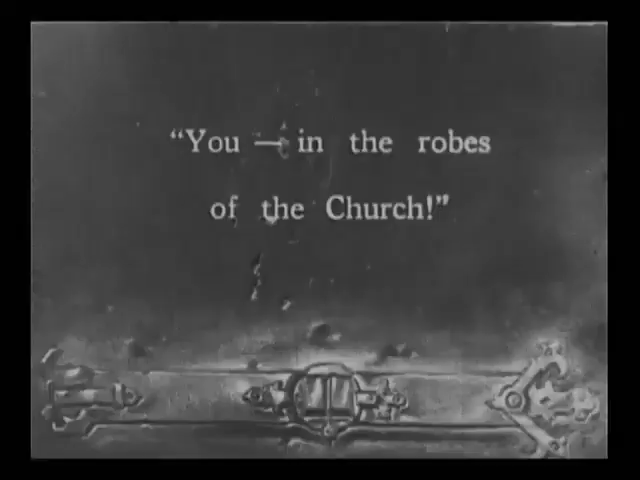 “You — in the robes
of the Church!”